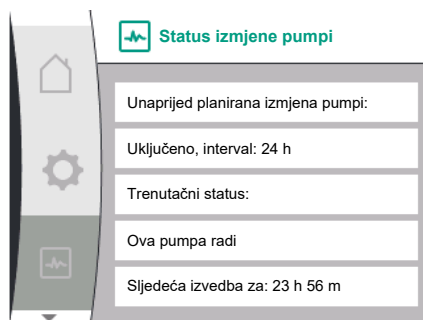 Status izmjene pumpi
Unaprijed planirana izmjena pumpi:
Uključeno, interval: 24 h
Trenutačni status:
Ova pumpa radi
Sljedeća izvedba za: 23 h 56 m